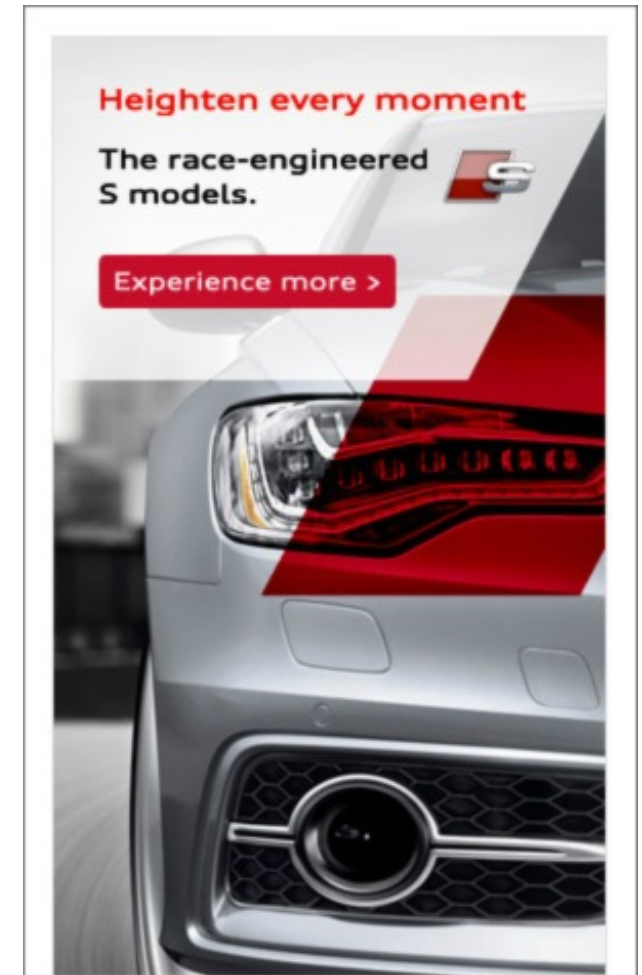 Heighten every moment
The race-engineered
S models.
S
Experience more >